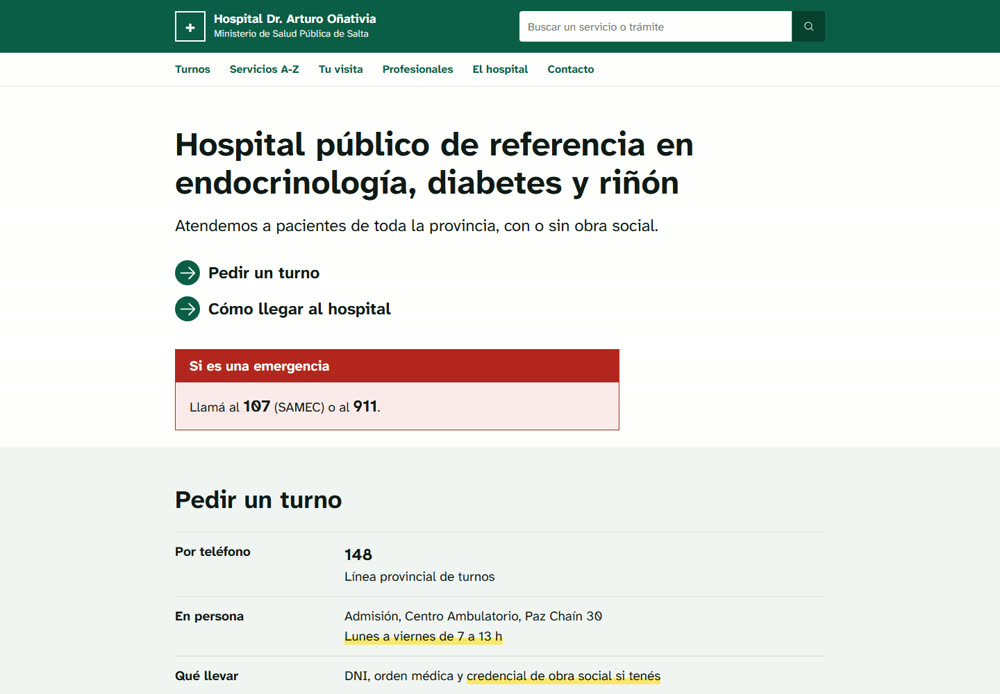 Hospital Dr. Arturo Oñativia
Ministerio de Salud Pública de Salta
Buscar un servicio o trámite
Turnos
Servicios A-Z
Tu visita
Profesionales
El hospital
Contacto
Hospital público de referencia en
endocrinología, diabetes y riñón
Atendemos a pacientes de toda la provincia, con o sin obra social.
Pedir un turno
Cómo llegar al hospital
Si es una emergencia
Llamá al 107 (SAMEC) o al 911.
Pedir un turno
Por teléfono
148
Línea provincial de turnos
En persona
Admisión, Centro Ambulatorio, Paz Chaín 30
Lunes a viernes de 7 a 13 h
Qué llevar
DNI, orden médica y credencial de obra social si tenés